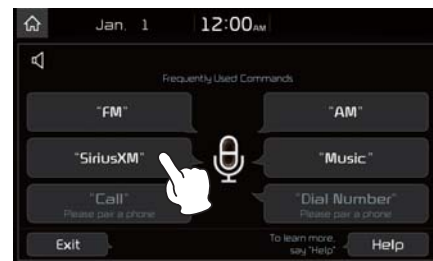 Jan. 1 12:00AM
Frequently Used Commands
"FM" "AM"
"SiriusXM" "Music"
"Call" "Dial Number"
Please pair a phone Please pair a phone
To learn more,
say "Help"
Exit Help